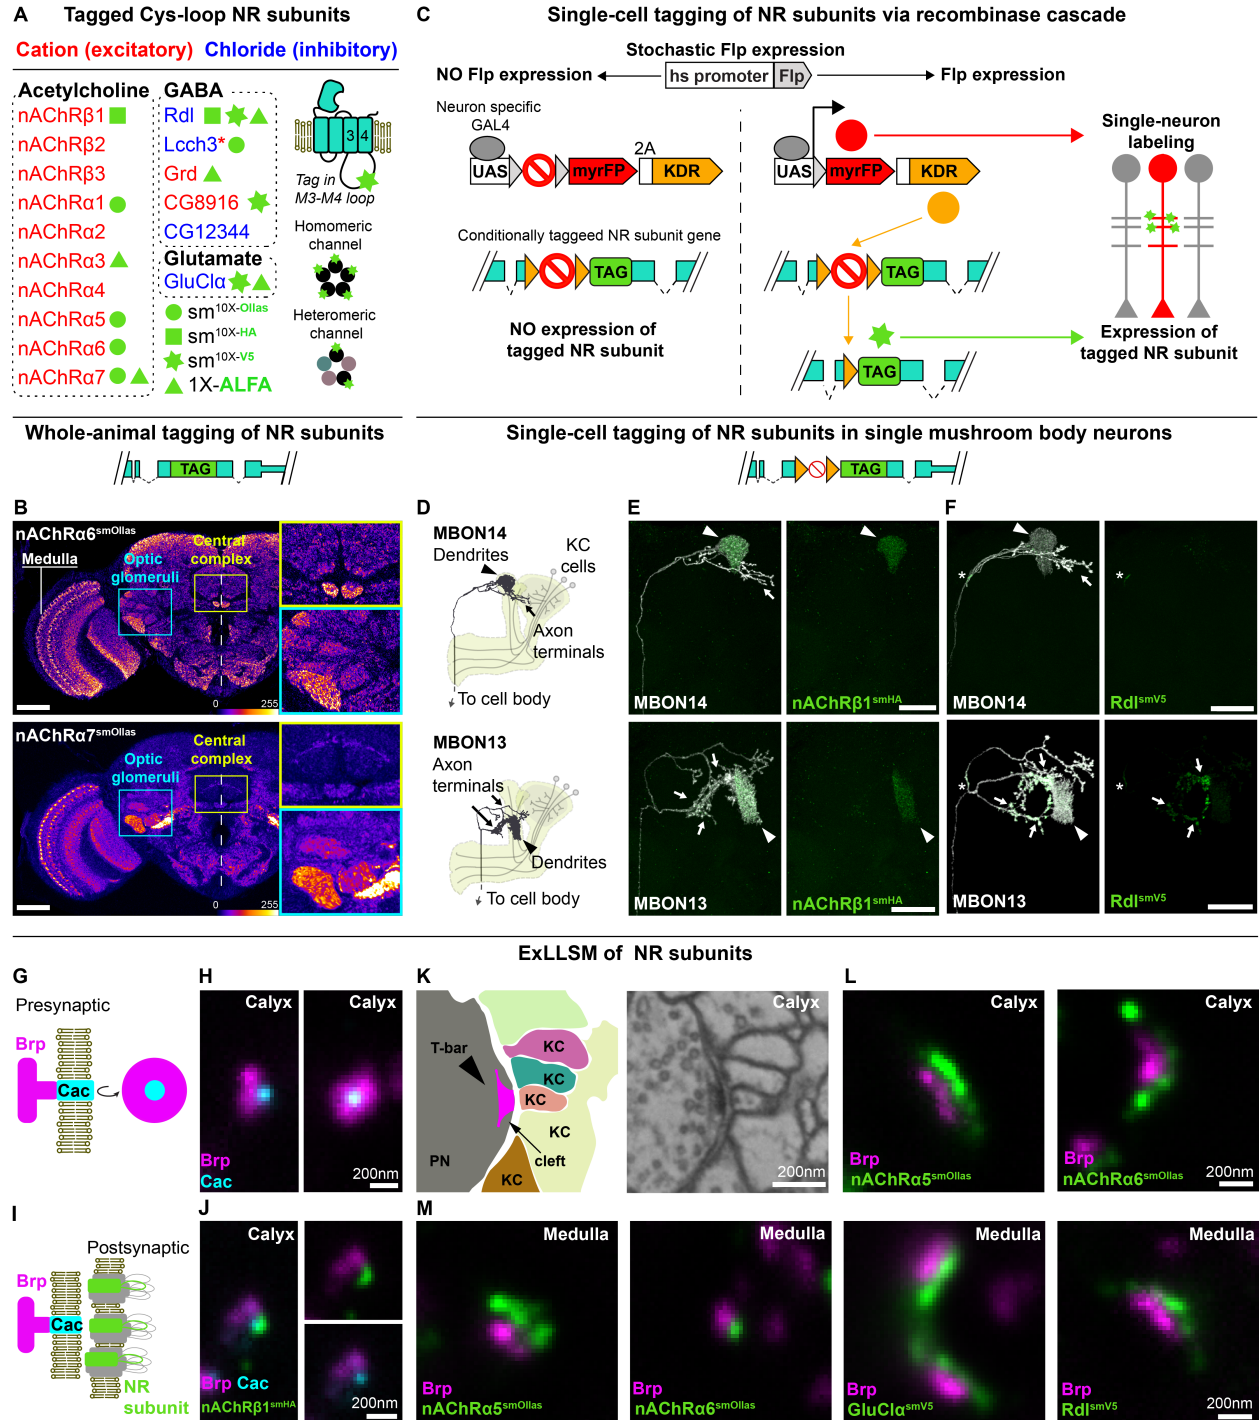 A
Tagged Cys-loop NR subunits
Cation (excitatory)
Chloride (inhibitory)
Acetylcholine
nAChRβ1
nAChRβ2
nAChRβ3
nAChRα1
nAChRα2
nAChRα3
nAChRα4
nAChRα5
nAChRα6
nAChRα7
GABA
Rdl
Lcch3*
Grd
CG8916
CG12344
Glutamate
GluClα
sm10X-Ollas
sm10X-HA
sm10X-V5
1X-ALFA
3 4
Tag in
M3-M4 loop
Homomeric
channel
Heteromeric
channel
C
Single-cell tagging of NR subunits via recombinase cascade
Stochastic Flp expression
NO Flp expression
hs promoter
Flp
Flp expression
Neuron specific
GAL4
UAS
myrFP
2A
KDR
UAS
myrFP
KDR
Single-neuron
labeling
Conditionally taggeed NR subunit gene
TAG
TAG
NO expression of
tagged NR subunit
TAG
Expression of
tagged NR subunit
Whole-animal tagging of NR subunits
TAG
Single-cell tagging of NR subunits in single mushroom body neurons
TAG
B
nAChRα6smOllas
Medulla
Optic
glomeruli
Central
complex
0
255
nAChRα7smOllas
Optic
glomeruli
Central
complex
0
255
D
MBON14
Dendrites
KC
cells
Axon
terminals
To cell body
MBON13
Axon
terminals
Dendrites
To cell body
E
MBON14
nAChRβ1smHA
MBON13
nAChRβ1smHA
F
*
*
MBON14
RdlsmV5
*
*
MBON13
RdlsmV5
ExLLSM of NR subunits
G
Presynaptic
Brp
Cac
H
Calyx
Calyx
Brp
Cac
200nm
K
T-bar
KC
KC
KC
KC
KC
PN
cleft
Calyx
200nm
L
Calyx
Brp
nAChRα5smOllas
Calyx
Brp
nAChRα6smOllas
200nm
I
Postsynaptic
Brp
Cac
NR
subunit
J
Calyx
Brp Cac
nAChRβ1smHA
200nm
M
Medulla
Brp
nAChRα5smOllas
Medulla
Brp
nAChRα6smOllas
Medulla
Brp
GluClαsmV5
Medulla
Brp
RdlsmV5
200nm